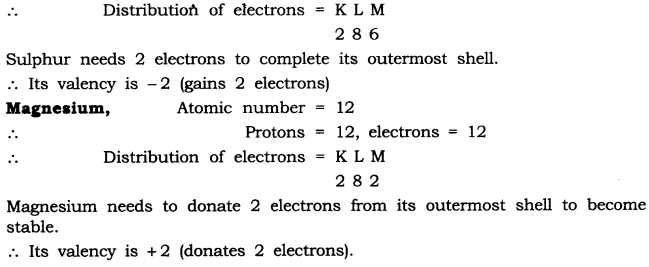 ∴ Distribution of electrons = K L M
2 8 6
Sulphur needs 2 electrons to complete its outermost shell.
∴ Its valency is −2 (gains 2 electrons)
Magnesium, Atomic number = 12
∴ Protons = 12, electrons = 12
∴ Distribution of electrons = K L M
2 8 2
Magnesium needs to donate 2 electrons from its outermost shell to become
stable.
∴ Its valency is +2 (donates 2 electrons).